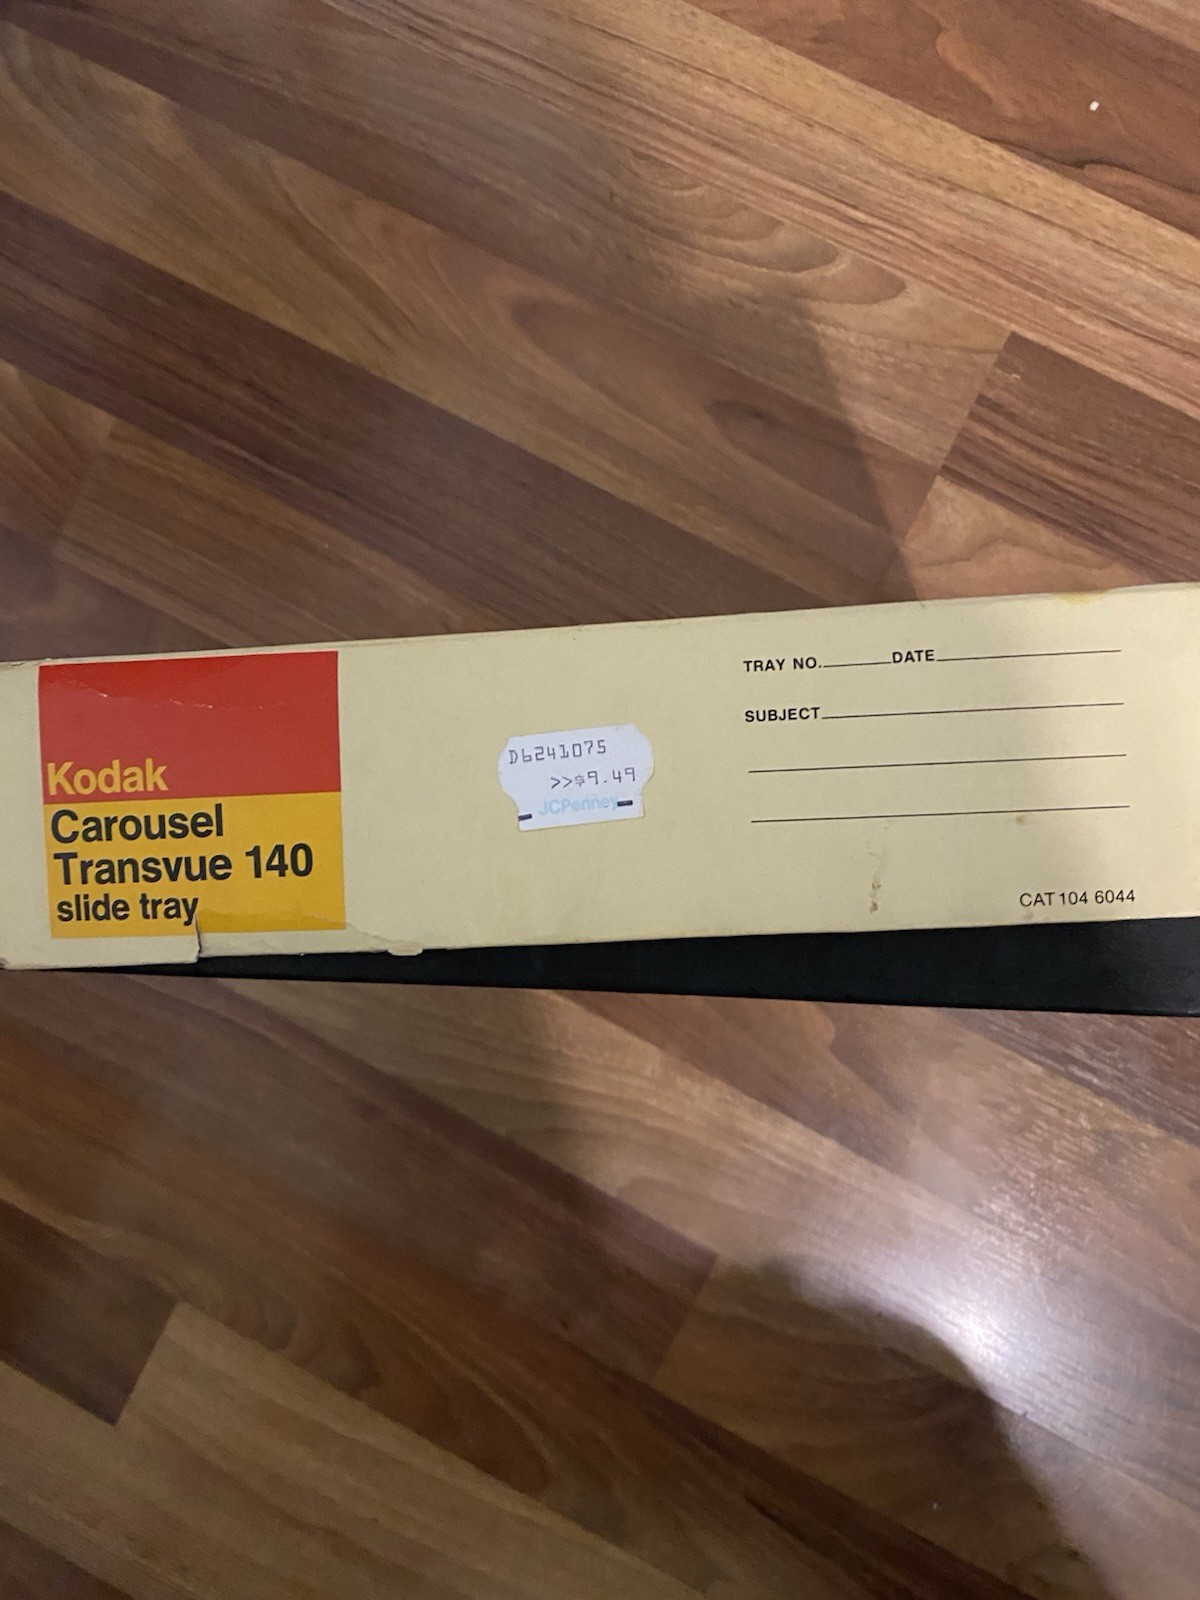 Kodak
Carousel
Transvue 140
slide tray
D6241075
>>$9.49
JCPenney
TRAY NO. DATE
SUBJECT
CAT 104 6044